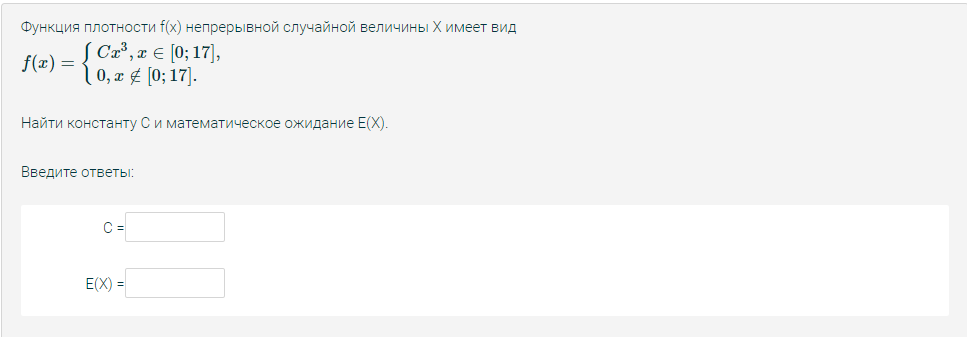 Функция плотности f(x) непрерывной случайной величины X имеет вид
f(x) = { Cx³, x ∈ [0; 17],
0, x ∉ [0; 17].
Найти константу C и математическое ожидание E(X).
Введите ответы:
C =
E(X) =